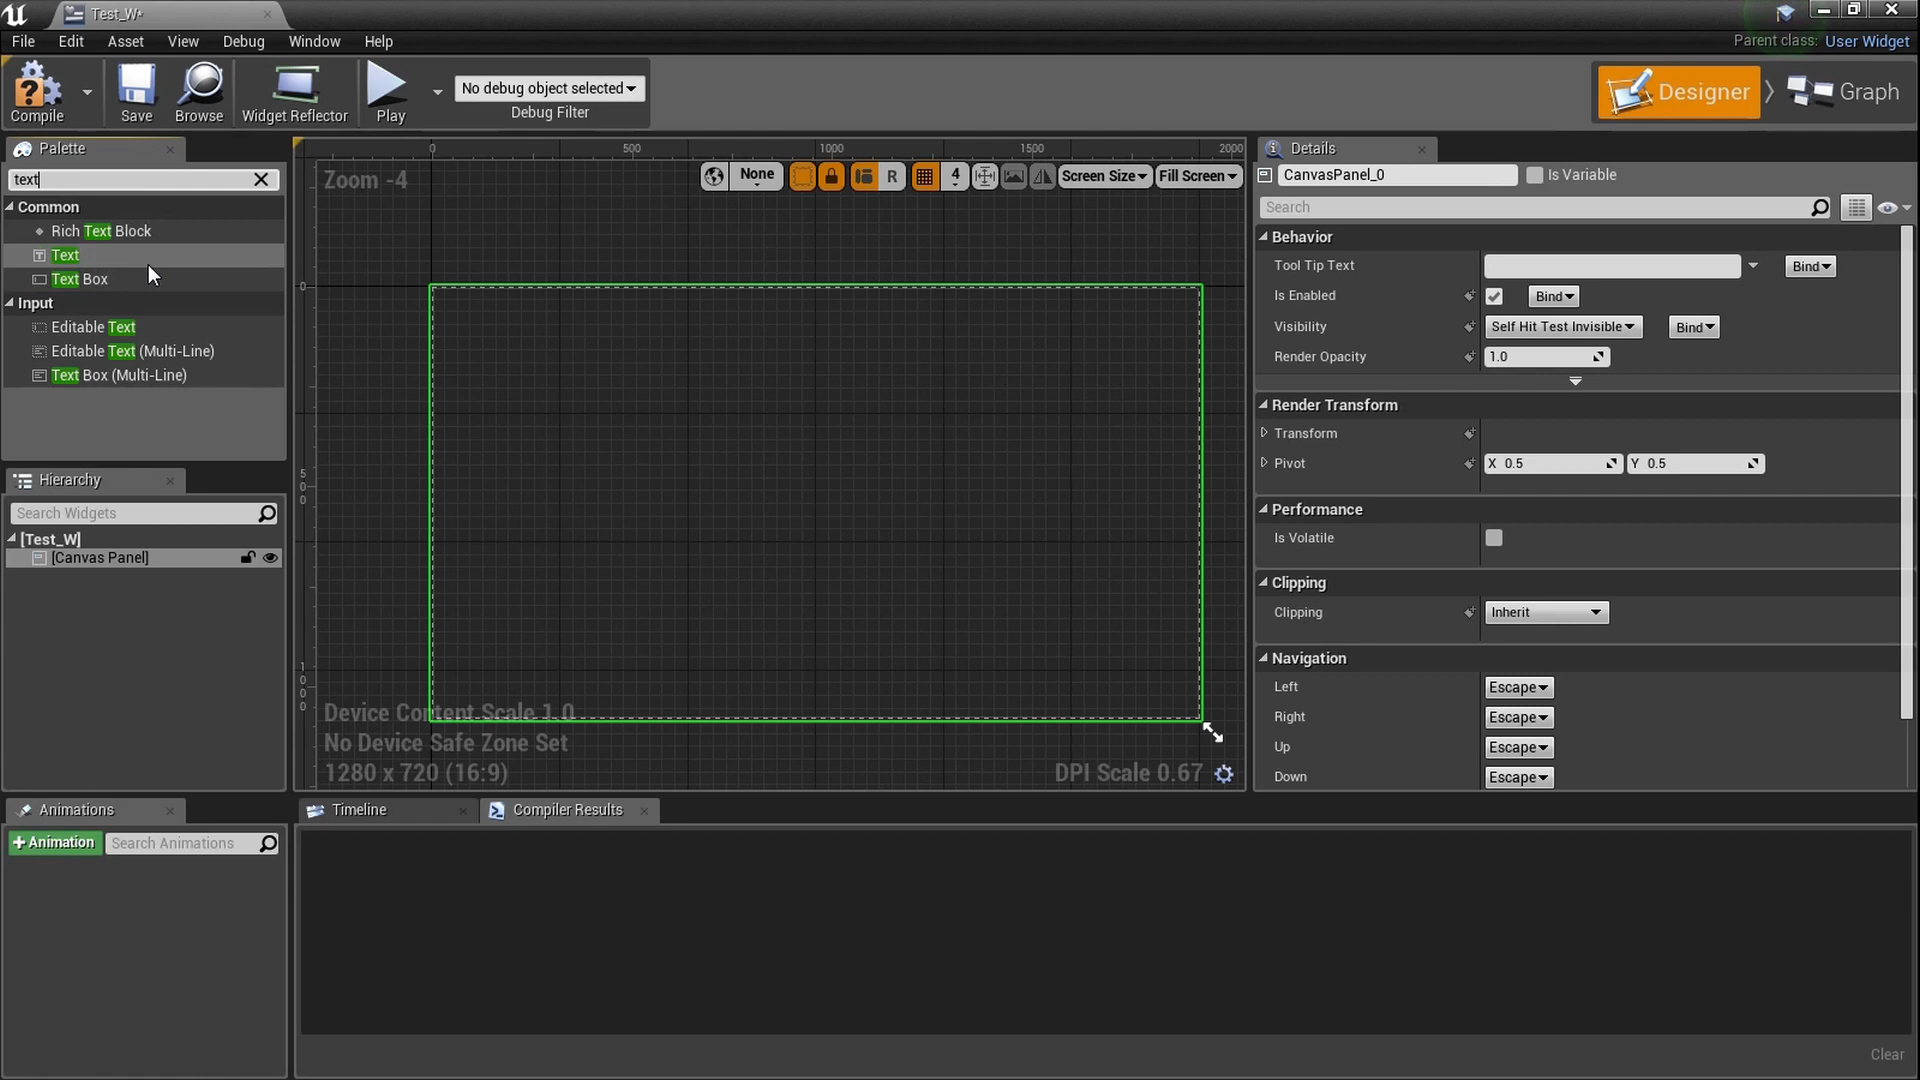 Test_W*
File Edit Asset View Debug Window Help
Parent class: User Widget
Compile Save Browse Widget Reflector Play
No debug object selected
Debug Filter
Designer Graph
Palette
text
Common
Rich Text Block
Text
Text Box
Input
Editable Text
Editable Text (Multi-Line)
Text Box (Multi-Line)
Hierarchy
Search Widgets
[Test_W]
[Canvas Panel]
Animations
+ Animation
Search Animations
0 500 1000 1500 2000
Zoom -4
None R 4 Screen Size Fill Screen
0
500
1000
Device Content Scale 1.0
No Device Safe Zone Set
1280 x 720 (16:9)
DPI Scale 0.67
Timeline
Compiler Results
Clear
Details
CanvasPanel_0 Is Variable
Search
Behavior
Tool Tip Text Bind
Is Enabled Bind
Visibility Self Hit Test Invisible Bind
Render Opacity 1.0
Render Transform
Transform
Pivot X 0.5 Y 0.5
Performance
Is Volatile
Clipping
Clipping Inherit
Navigation
Left Escape
Right Escape
Up Escape
Down Escape